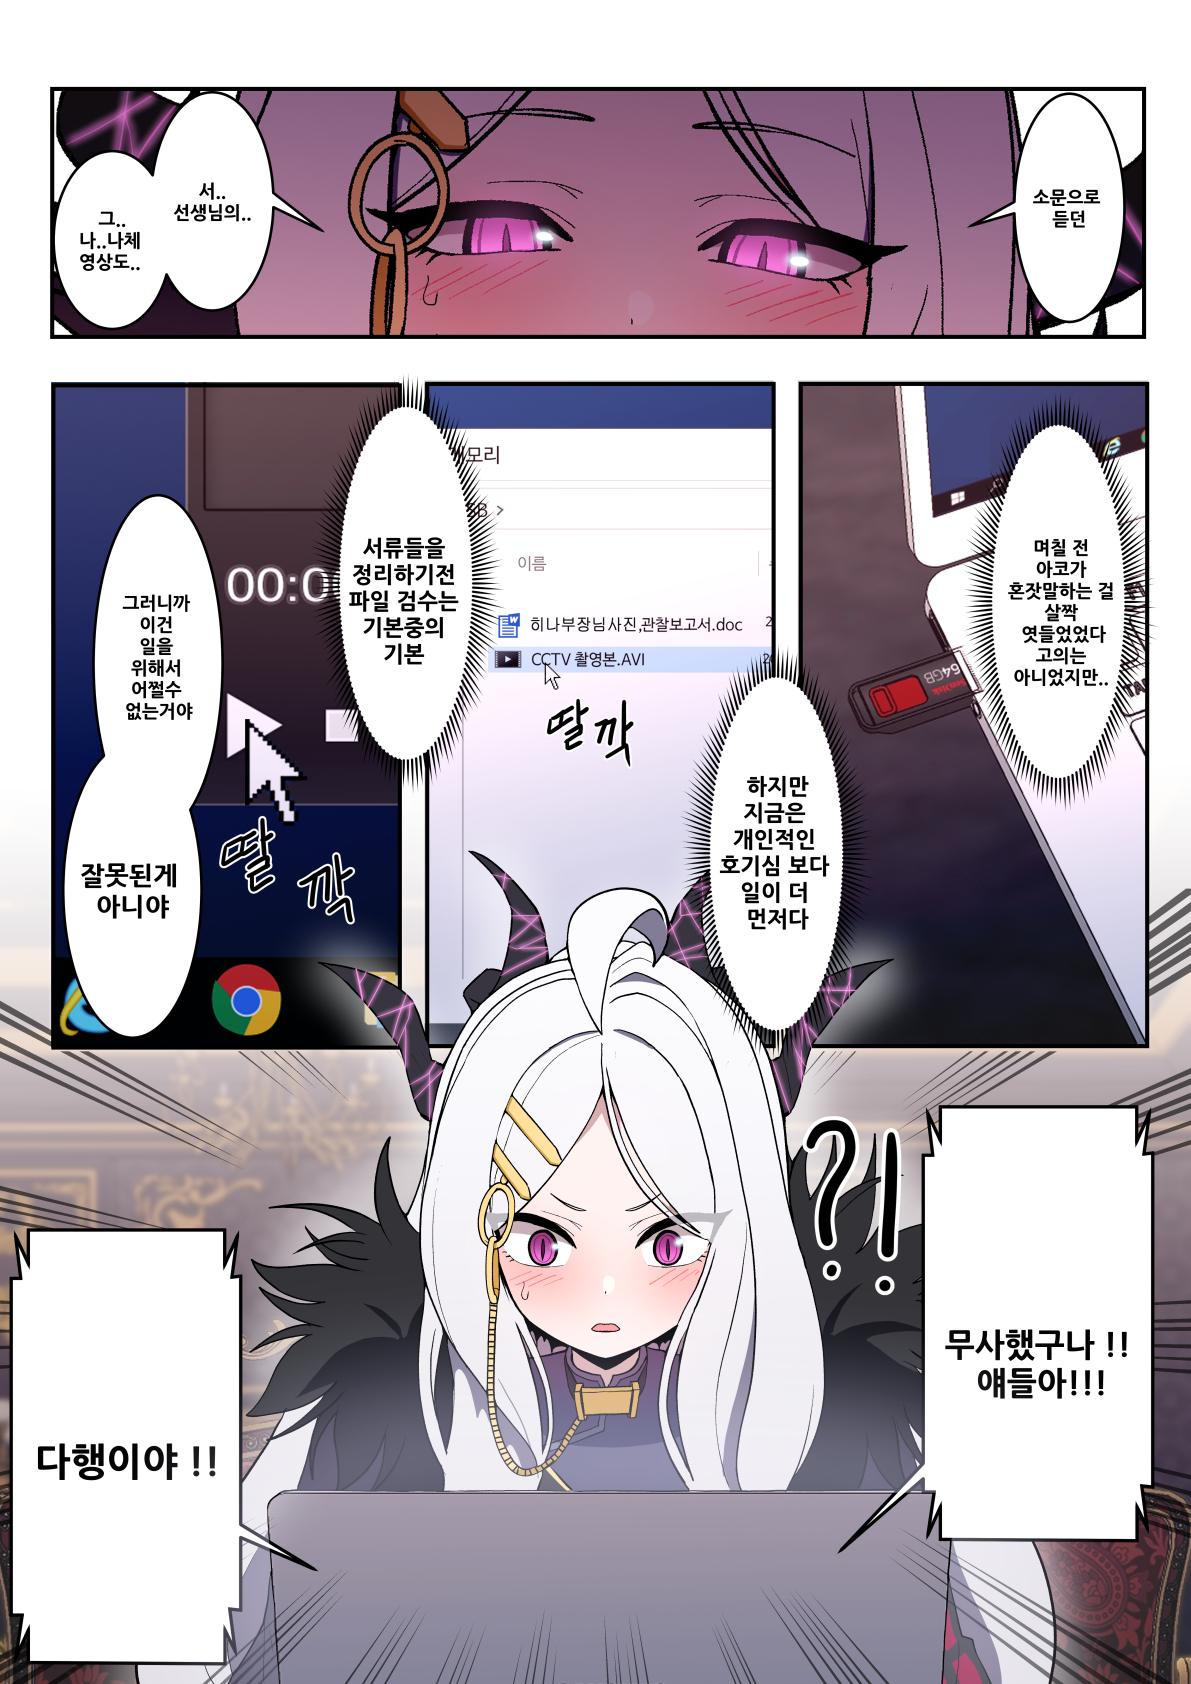 소문으로
듣던
서..
선생님의..
그..
나..나체
영상도..
며칠 전
아코가
혼잣말하는 걸
살짝
엿들었었다
고의는
아니었지만..
64GB
SanDisk
TAB
하지만
지금은
개인적인
호기심 보다
일이 더
먼저다
모리
SB >
이름
히나부장님사진,관찰보고서.doc
2
CCTV 촬영본.AVI
20
딸깍
서류들을
정리하기전
파일 검수는
기본중의
기본
00:0
그러니까
이건
일을
위해서
어쩔수
없는거야
잘못된게
아니야
딸 깍
?!
무사했구나 !!
얘들아!!!
다행이야 !!